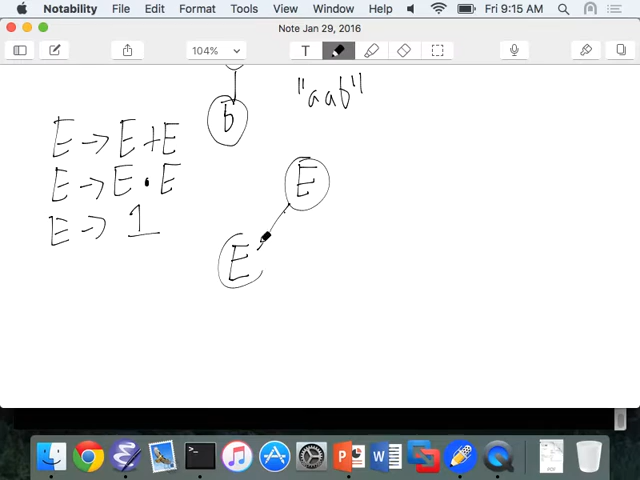 Notability File Edit Format Tools View Window Help Fri 9:15 AM
Note Jan 29, 2016
104% T
b
"aab"
E → E + E
E → E • E
E → 1
E
E